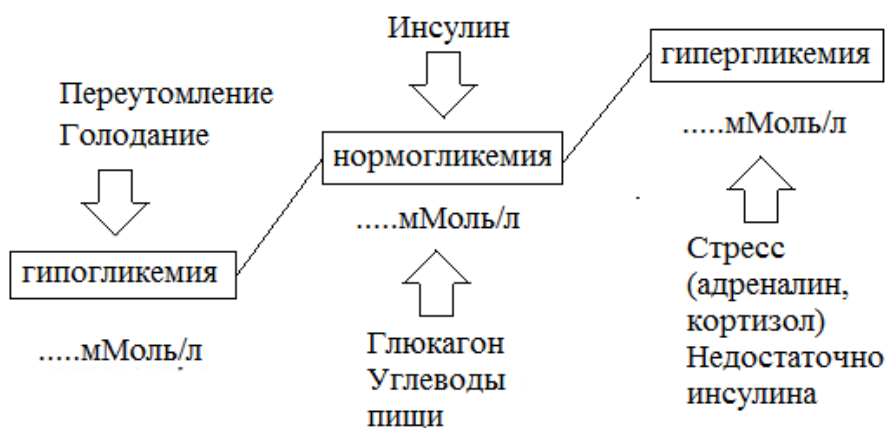 Инсулин
гипергликемия
Переутомление
Голодание
.....мМоль/л
нормогликемия
.....мМоль/л
гипогликемия
Стресс
(адреналин,
кортизол)
Недостаточно
инсулина
.....мМоль/л
Глюкагон
Углеводы
пищи